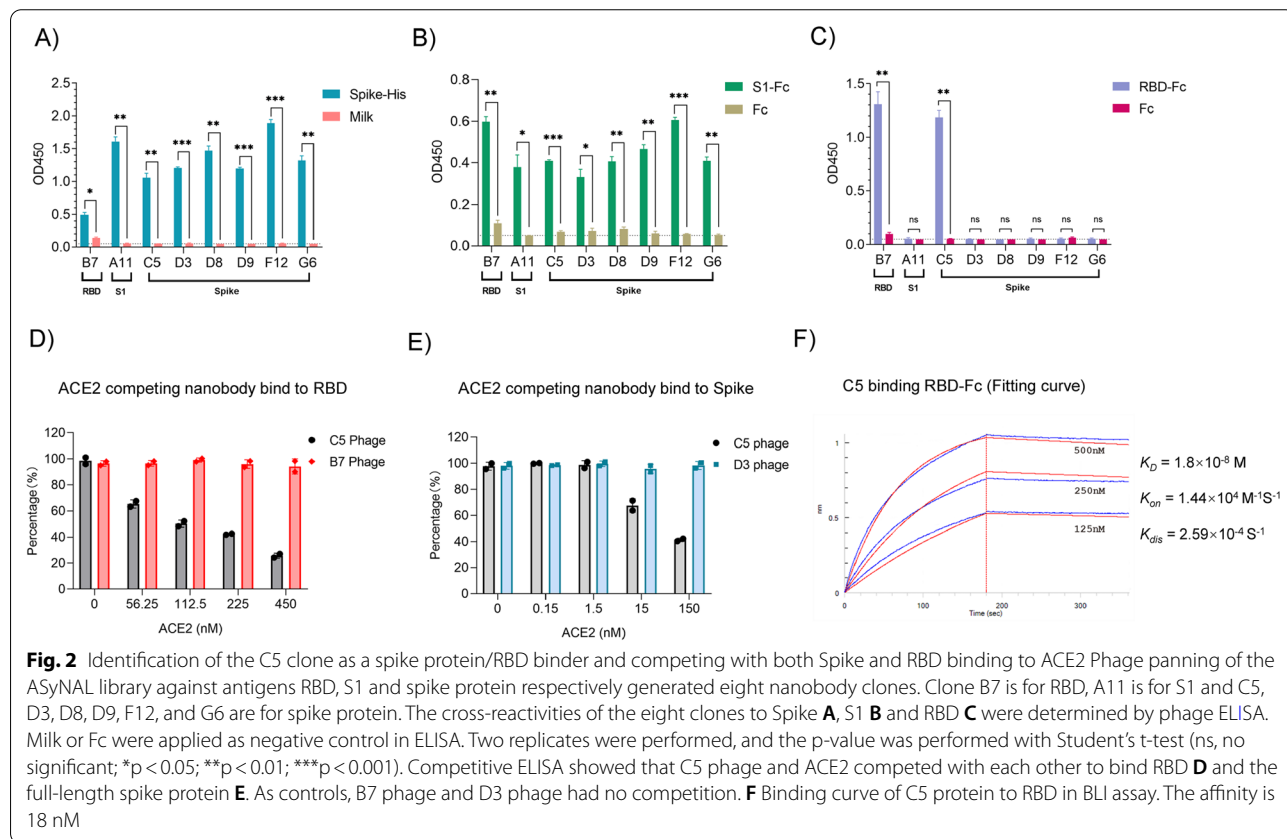 A)
B)
C)
OD450
2.5
2.0
1.5
1.0
0.5
0.0
Spike-His
Milk
*
**
**
***
**
***
***
**
B7
A11
C5
D3
D8
D9
F12
G6
RBD
S1
Spike
OD450
0.8
0.6
0.4
0.2
0.0
S1-Fc
Fc
**
*
***
*
**
**
***
**
B7
A11
C5
D3
D8
D9
F12
G6
RBD
S1
Spike
OD450
1.5
1.0
0.5
0.0
RBD-Fc
Fc
**
ns
**
ns
ns
ns
ns
ns
B7
A11
C5
D3
D8
D9
F12
G6
RBD
S1
Spike
D)
ACE2 competing nanobody bind to RBD
Percentage (%)
120
100
80
60
40
20
0
C5 Phage
B7 Phage
0
56.25
112.5
225
450
ACE2 (nM)
E)
ACE2 competing nanobody bind to Spike
Percentage (%)
120
100
80
60
40
20
0
C5 phage
D3 phage
0
0.15
1.5
15
150
ACE2 (nM)
F)
C5 binding RBD-Fc (Fitting curve)
nm
1
0.5
0
0
100
200
300
Time (sec)
500nM
250nM
125nM
K_D = 1.8×10⁻⁸ M
K_on = 1.44×10⁴ M⁻¹S⁻¹
K_dis = 2.59×10⁻⁴ S⁻¹
Fig. 2 Identification of the C5 clone as a spike protein/RBD binder and competing with both Spike and RBD binding to ACE2 Phage panning of the
ASyNAL library against antigens RBD, S1 and spike protein respectively generated eight nanobody clones. Clone B7 is for RBD, A11 is for S1 and C5,
D3, D8, D9, F12, and G6 are for spike protein. The cross-reactivities of the eight clones to Spike A, S1 B and RBD C were determined by phage ELISA.
Milk or Fc were applied as negative control in ELISA. Two replicates were performed, and the p-value was performed with Student's t-test (ns, no
significant; *p < 0.05; **p < 0.01; ***p < 0.001). Competitive ELISA showed that C5 phage and ACE2 competed with each other to bind RBD D and the
full-length spike protein E. As controls, B7 phage and D3 phage had no competition. F Binding curve of C5 protein to RBD in BLI assay. The affinity is
18 nM